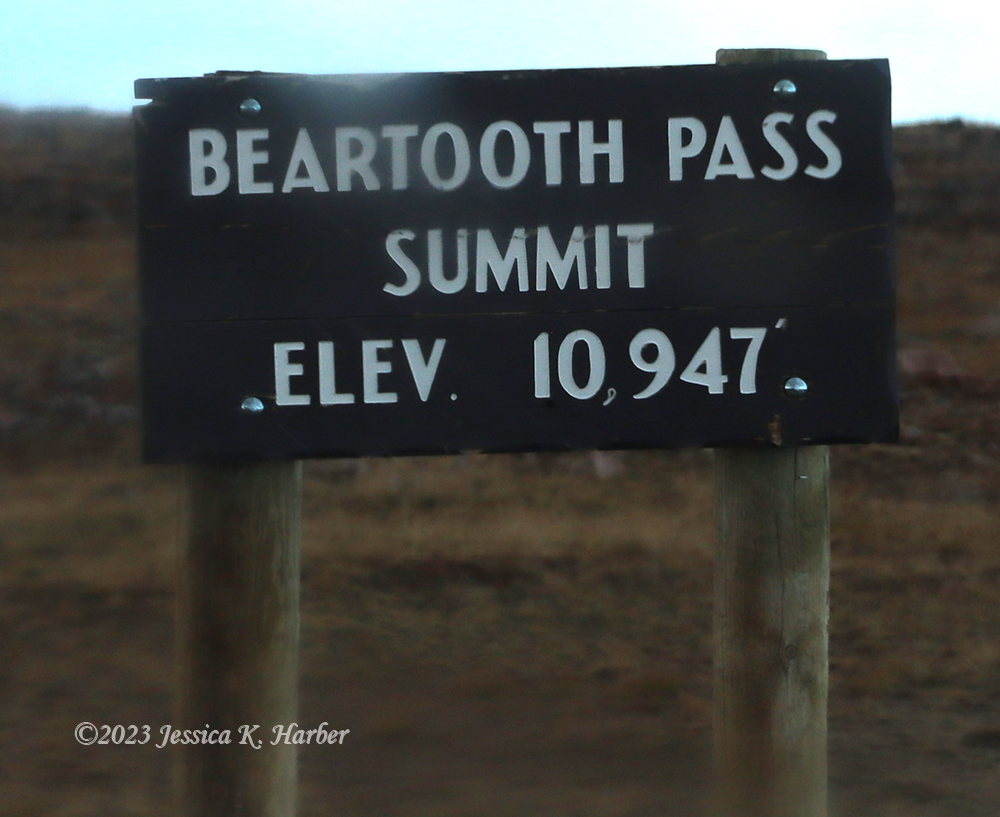 BEARTOOTH PASS
SUMMIT
ELEV. 10,947'
©2023 Jessica K. Harber